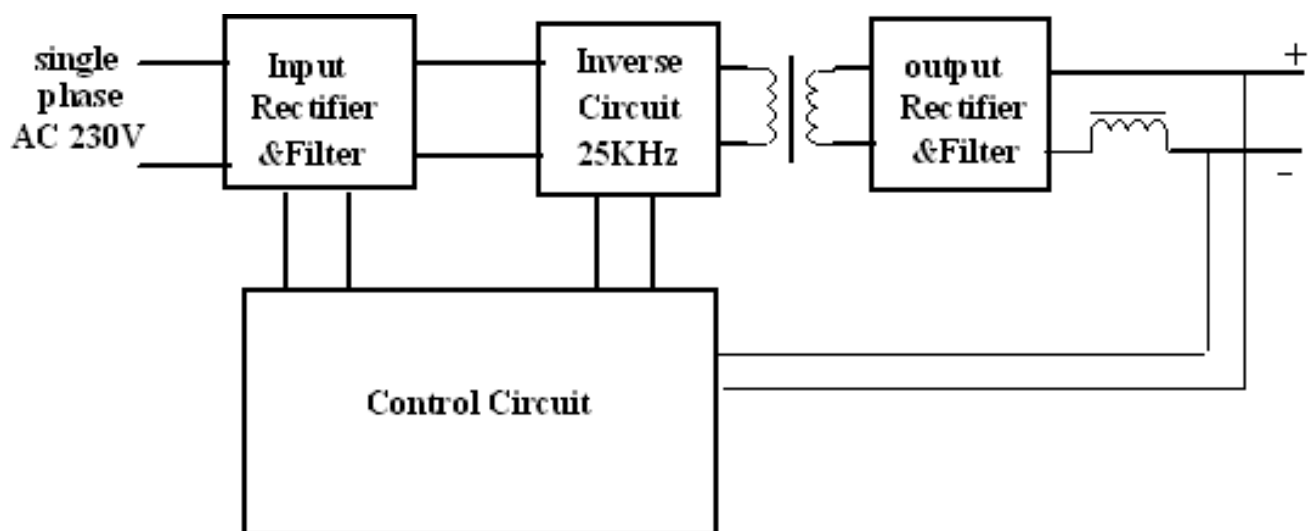 single
phase
AC 230V
Input
Rectifier
&Filter
Inverse
Circuit
25KHz
output
Rectifier
&Filter
+
-
Control Circuit